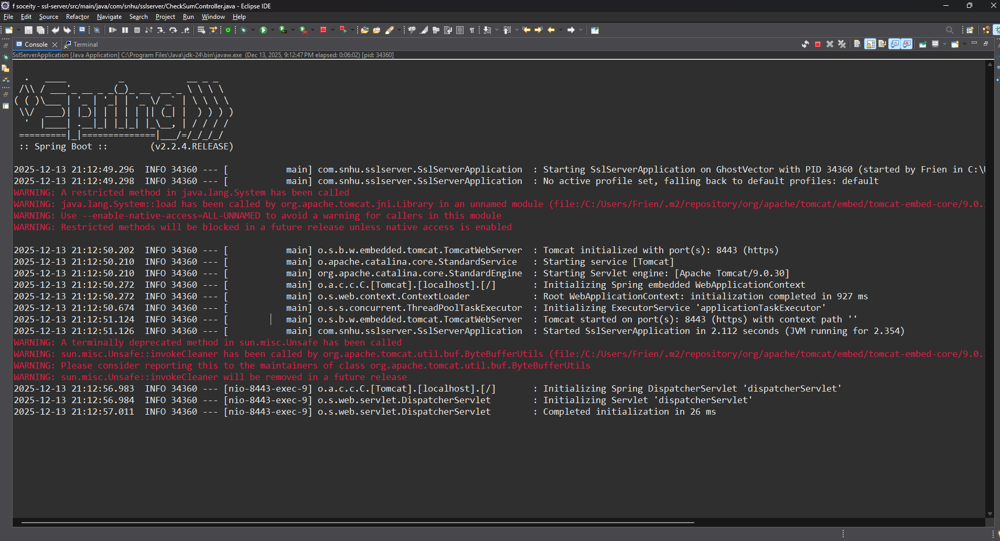 f soceity - ssl-server/src/main/java/com/snhu/sslserver/CheckSumController.java - Eclipse IDE
File Edit Source Refactor Navigate Search Project Run Window Help
Console Terminal
SslServerApplication [Java Application] C:\Program Files\Java\jdk-24\bin\javaw.exe (Dec 13, 2025, 9:12:47 PM elapsed: 0:06:02) [pid: 34360]
  .   ____          _            __ _ _
 /\\ / ___'_ __ _ _(_)_ __  __ _ \ \ \ \
( ( )\___ | '_ | '_| | '_ \/ _` | \ \ \ \
 \\/  ___)| |_)| | | | | || (_| |  ) ) ) )
  '  |____| .__|_| |_|_| |_\__, | / / / /
 =========|_|==============|___/=/_/_/_/
 :: Spring Boot ::        (v2.2.4.RELEASE)
2025-12-13 21:12:49.296  INFO 34360 --- [           main] com.snhu.sslserver.SslServerApplication  : Starting SslServerApplication on GhostVector with PID 34360 (started by Frien in C:\
2025-12-13 21:12:49.298  INFO 34360 --- [           main] com.snhu.sslserver.SslServerApplication  : No active profile set, falling back to default profiles: default
WARNING: A restricted method in java.lang.System has been called
WARNING: java.lang.System::load has been called by org.apache.tomcat.jni.Library in an unnamed module (file:/C:/Users/Frien/.m2/repository/org/apache/tomcat/embed/tomcat-embed-core/9.0.
WARNING: Use --enable-native-access=ALL-UNNAMED to avoid a warning for callers in this module
WARNING: Restricted methods will be blocked in a future release unless native access is enabled
2025-12-13 21:12:50.202  INFO 34360 --- [           main] o.s.b.w.embedded.tomcat.TomcatWebServer  : Tomcat initialized with port(s): 8443 (https)
2025-12-13 21:12:50.210  INFO 34360 --- [           main] o.apache.catalina.core.StandardService   : Starting service [Tomcat]
2025-12-13 21:12:50.210  INFO 34360 --- [           main] org.apache.catalina.core.StandardEngine  : Starting Servlet engine: [Apache Tomcat/9.0.30]
2025-12-13 21:12:50.272  INFO 34360 --- [           main] o.a.c.c.C.[Tomcat].[localhost].[/]       : Initializing Spring embedded WebApplicationContext
2025-12-13 21:12:50.272  INFO 34360 --- [           main] o.s.web.context.ContextLoader            : Root WebApplicationContext: initialization completed in 927 ms
2025-12-13 21:12:50.674  INFO 34360 --- [           main] o.s.s.concurrent.ThreadPoolTaskExecutor  : Initializing ExecutorService 'applicationTaskExecutor'
2025-12-13 21:12:51.124  INFO 34360 --- [           main] o.s.b.w.embedded.tomcat.TomcatWebServer  : Tomcat started on port(s): 8443 (https) with context path ''
2025-12-13 21:12:51.126  INFO 34360 --- [           main] com.snhu.sslserver.SslServerApplication  : Started SslServerApplication in 2.112 seconds (JVM running for 2.354)
WARNING: A terminally deprecated method in sun.misc.Unsafe has been called
WARNING: sun.misc.Unsafe::invokeCleaner has been called by org.apache.tomcat.util.buf.ByteBufferUtils (file:/C:/Users/Frien/.m2/repository/org/apache/tomcat/embed/tomcat-embed-core/9.0.
WARNING: Please consider reporting this to the maintainers of class org.apache.tomcat.util.buf.ByteBufferUtils
WARNING: sun.misc.Unsafe::invokeCleaner will be removed in a future release
2025-12-13 21:12:56.983  INFO 34360 --- [nio-8443-exec-9] o.a.c.c.C.[Tomcat].[localhost].[/]       : Initializing Spring DispatcherServlet 'dispatcherServlet'
2025-12-13 21:12:56.984  INFO 34360 --- [nio-8443-exec-9] o.s.web.servlet.DispatcherServlet        : Initializing Servlet 'dispatcherServlet'
2025-12-13 21:12:57.011  INFO 34360 --- [nio-8443-exec-9] o.s.web.servlet.DispatcherServlet        : Completed initialization in 26 ms